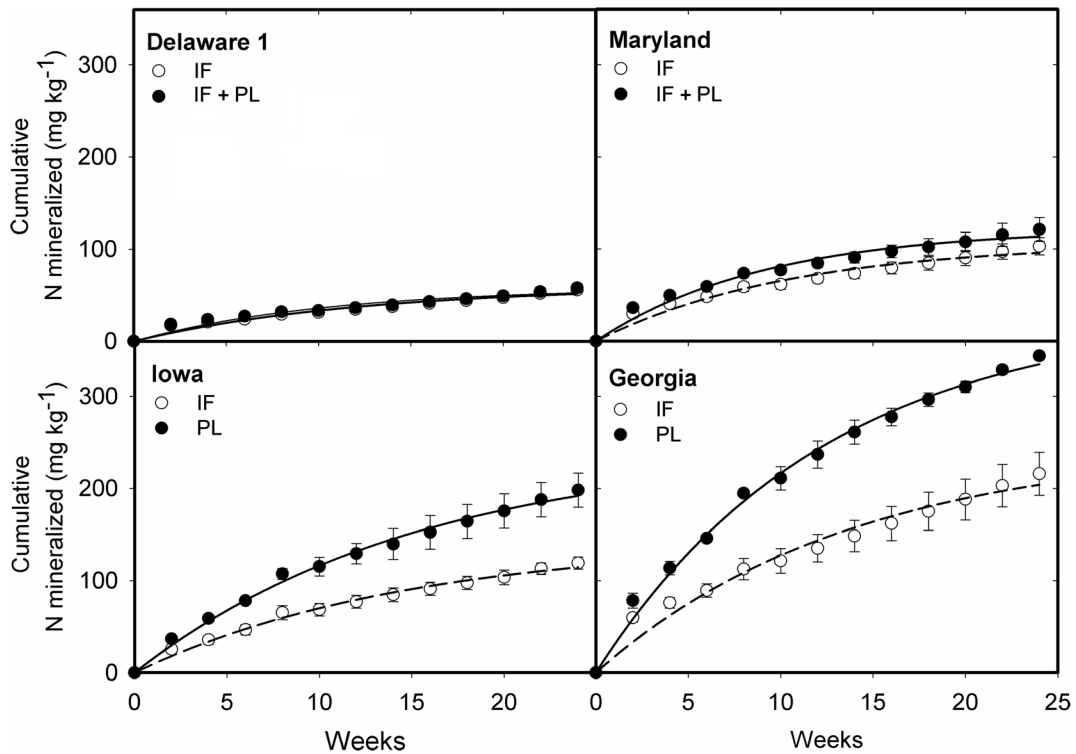 Delaware 1
IF
IF + PL
Maryland
IF
IF + PL
Cumulative
N mineralized (mg kg-1)
300
200
100
0
Iowa
IF
PL
Georgia
IF
PL
Cumulative
N mineralized (mg kg-1)
300
200
100
0
0 5 10 15 20 0 5 10 15 20 25
Weeks Weeks